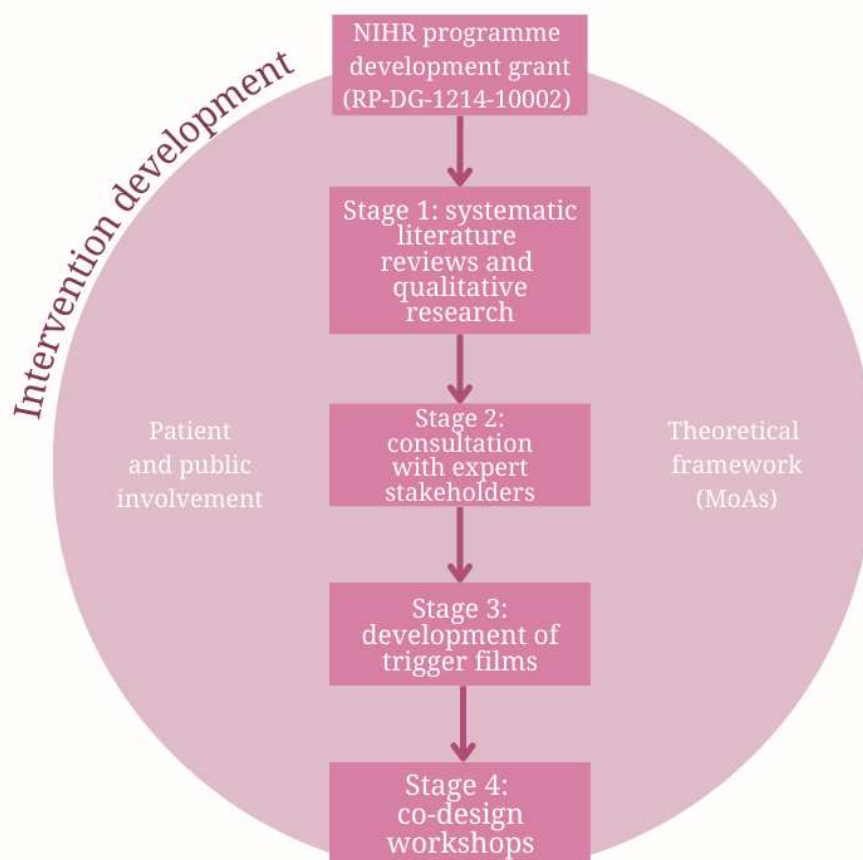 Intervention development
NIHR programme
development grant
(RP-DG-1214-10002)
Stage 1: systematic
literature
reviews and
qualitative
research
Stage 2:
consultation
with expert
stakeholders
Patient
and public
involvement
Theoretical
framework
(MoAs)
Stage 3:
development of
trigger films
Stage 4:
co-design
workshops